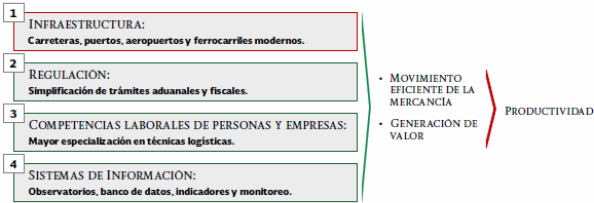 1
INFRAESTRUCTURA:
Carreteras, puertos, aeropuertos y ferrocarriles modernos.
2
REGULACIÓN:
Simplificación de trámites aduanales y fiscales.
3
COMPETENCIAS LABORALES DE PERSONAS Y EMPRESAS:
Mayor especialización en técnicas logísticas.
4
SISTEMAS DE INFORMACIÓN:
Observatorios, banco de datos, indicadores y monitoreo.
• MOVIMIENTO
EFICIENTE DE LA
MERCANCÍA
• GENERACIÓN DE
VALOR
PRODUCTIVIDAD